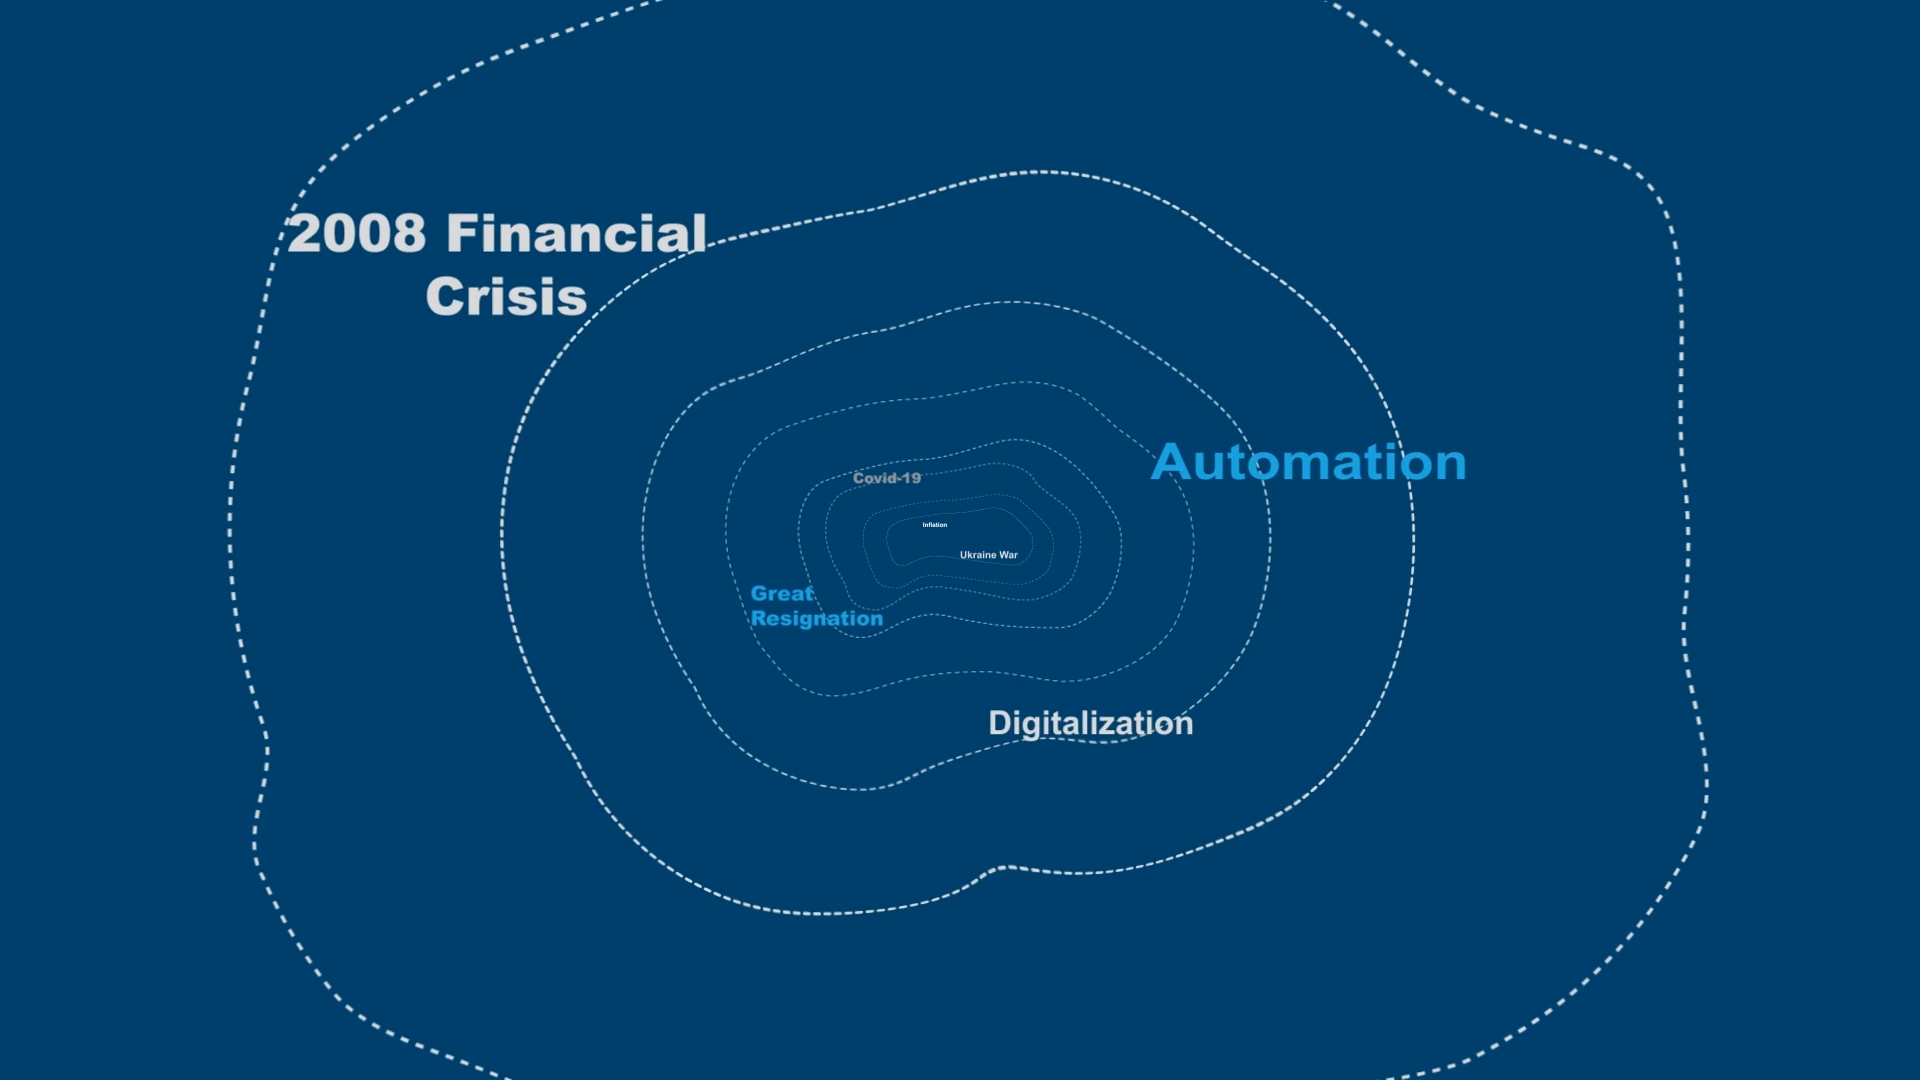 2008 Financial
Crisis
Automation
Covid-19
Inflation
Ukraine War
Great
Resignation
Digitalization